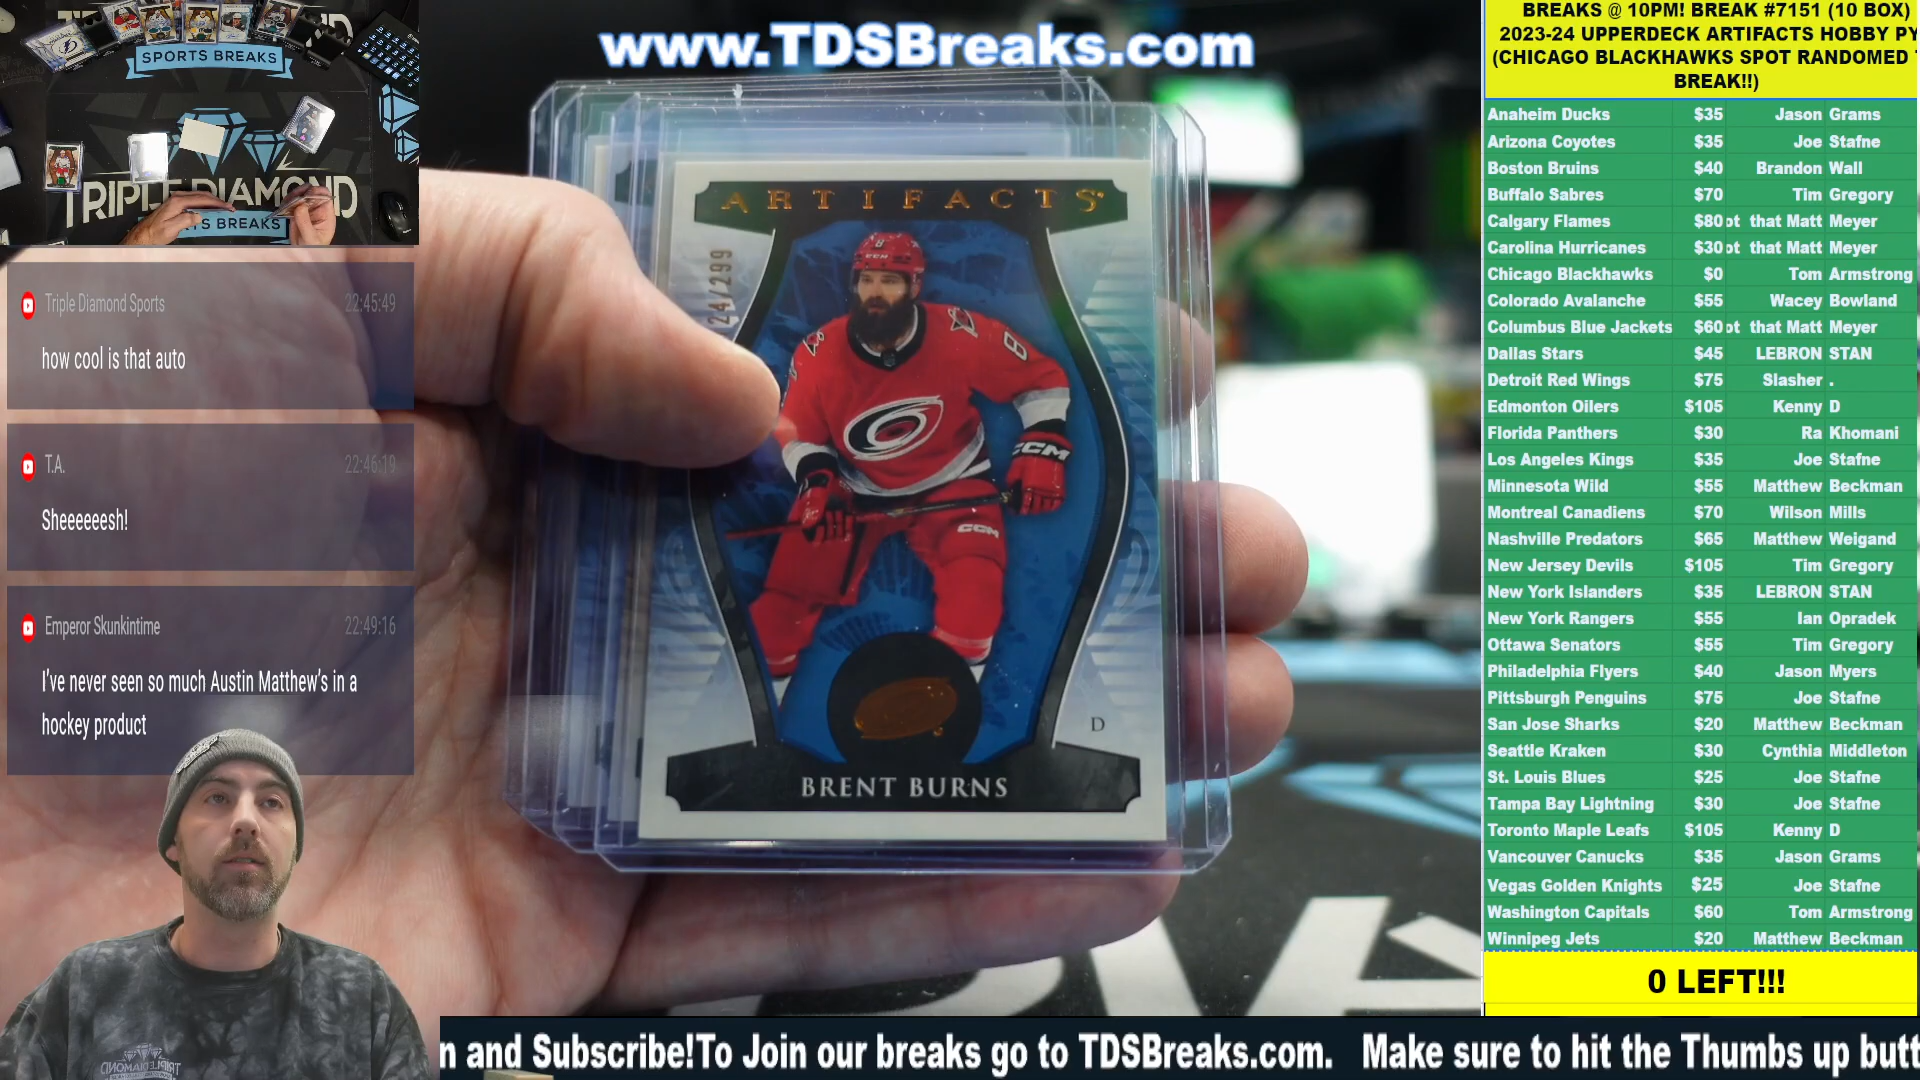 www.TDSBreaks.com
SPORTS BREAKS
TRIPLE DIAMOND
BREAKS
Triple Diamond Sports 22:45:49
how cool is that auto
T.A. 22:46:19
Sheeeeeesh!
Emperor Skunkintime 22:49:16
I've never seen so much Austin Matthew's in a
hockey product
ARTIFACTS
24/299
8
CCM
8
CCM
CCM
D
BRENT BURNS
BREAKS @ 10PM! BREAK #7151 (10 BOX)
2023-24 UPPERDECK ARTIFACTS HOBBY PY
(CHICAGO BLACKHAWKS SPOT RANDOMED
BREAK!!)
Anaheim Ducks $35 Jason Grams
Arizona Coyotes $35 Joe Stafne
Boston Bruins $40 Brandon Wall
Buffalo Sabres $70 Tim Gregory
Calgary Flames $80 ot that Matt Meyer
Carolina Hurricanes $30 ot that Matt Meyer
Chicago Blackhawks $0 Tom Armstrong
Colorado Avalanche $55 Wacey Bowland
Columbus Blue Jackets $60 ot that Matt Meyer
Dallas Stars $45 LEBRON STAN
Detroit Red Wings $75 Slasher .
Edmonton Oilers $105 Kenny D
Florida Panthers $30 Ra Khomani
Los Angeles Kings $35 Joe Stafne
Minnesota Wild $55 Matthew Beckman
Montreal Canadiens $70 Wilson Mills
Nashville Predators $65 Matthew Weigand
New Jersey Devils $105 Tim Gregory
New York Islanders $35 LEBRON STAN
New York Rangers $55 Ian Opradek
Ottawa Senators $55 Tim Gregory
Philadelphia Flyers $40 Jason Myers
Pittsburgh Penguins $75 Joe Stafne
San Jose Sharks $20 Matthew Beckman
Seattle Kraken $30 Cynthia Middleton
St. Louis Blues $25 Joe Stafne
Tampa Bay Lightning $30 Joe Stafne
Toronto Maple Leafs $105 Kenny D
Vancouver Canucks $35 Jason Grams
Vegas Golden Knights $25 Joe Stafne
Washington Capitals $60 Tom Armstrong
Winnipeg Jets $20 Matthew Beckman
0 LEFT!!!
n and Subscribe!To Join our breaks go to TDSBreaks.com. Make sure to hit the Thumbs up butt